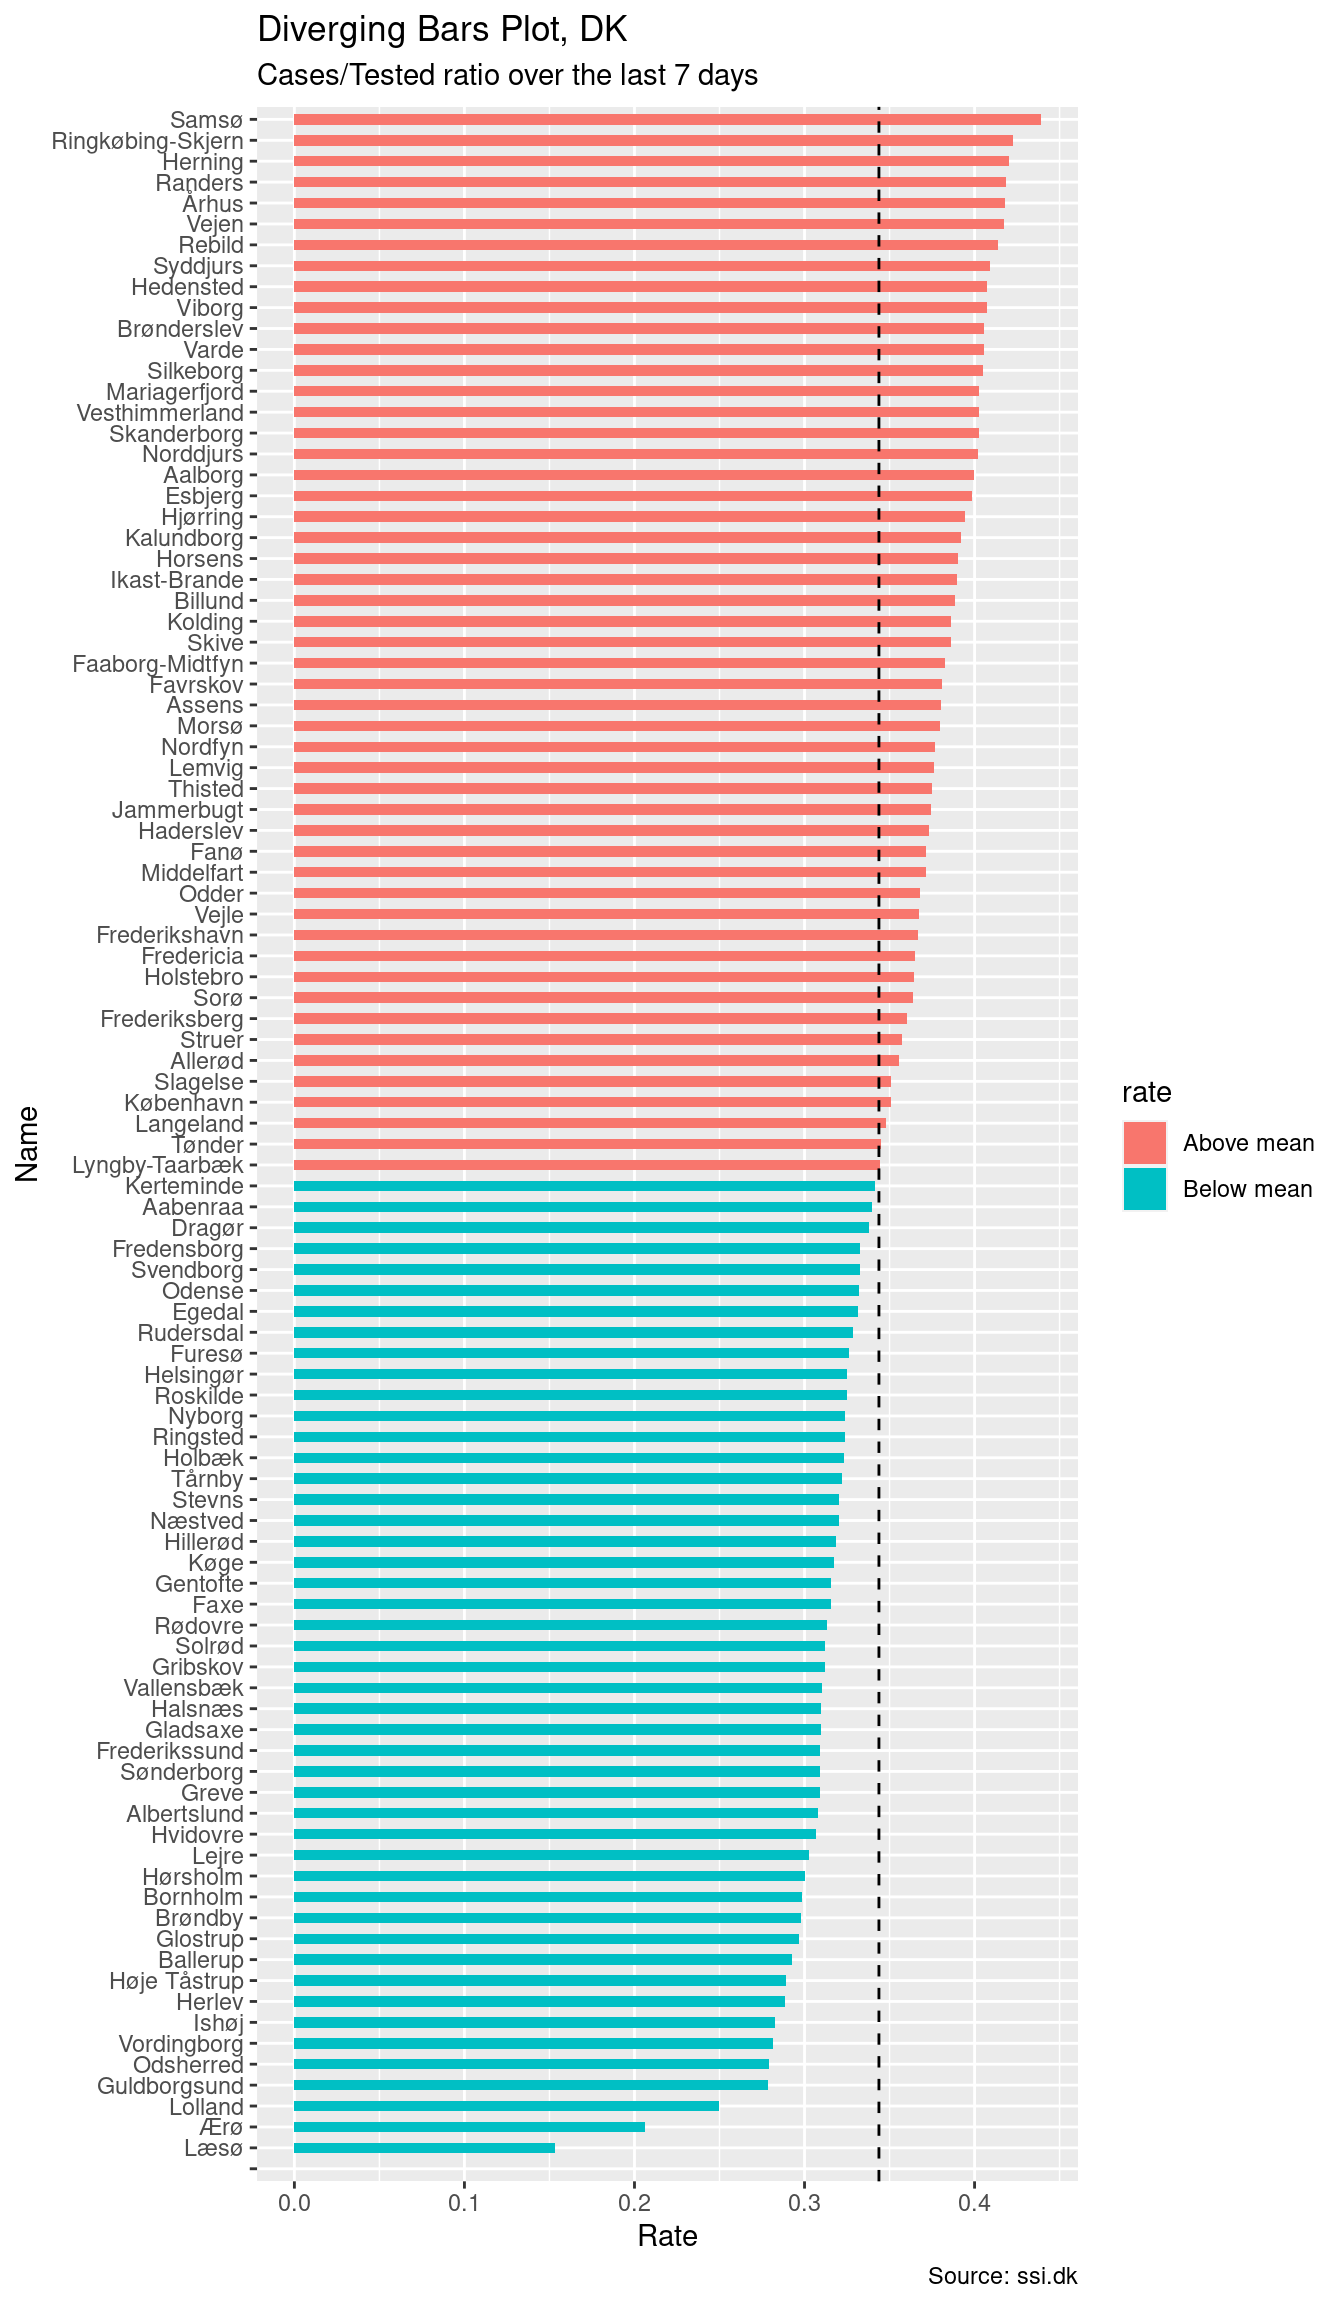 Diverging Bars Plot, DK
Cases/Tested ratio over the last 7 days
Samsø
Ringkøbing-Skjern
Herning
Randers
Århus
Vejen
Rebild
Syddjurs
Hedensted
Viborg
Brønderslev
Varde
Silkeborg
Mariagerfjord
Vesthimmerland
Skanderborg
Norddjurs
Aalborg
Esbjerg
Hjørring
Kalundborg
Horsens
Ikast-Brande
Billund
Kolding
Skive
Faaborg-Midtfyn
Favrskov
Assens
Morsø
Nordfyn
Lemvig
Thisted
Jammerbugt
Haderslev
Fanø
Middelfart
Odder
Vejle
Frederikshavn
Fredericia
Holstebro
Sorø
Frederiksberg
Struer
Allerød
Slagelse
København
Langeland
Tønder
Lyngby-Taarbæk
Kerteminde
Aabenraa
Dragør
Fredensborg
Svendborg
Odense
Egedal
Rudersdal
Furesø
Helsingør
Roskilde
Nyborg
Ringsted
Holbæk
Tårnby
Stevns
Næstved
Hillerød
Køge
Gentofte
Faxe
Rødovre
Solrød
Gribskov
Vallensbæk
Halsnæs
Gladsaxe
Frederikssund
Sønderborg
Greve
Albertslund
Hvidovre
Lejre
Hørsholm
Bornholm
Brøndby
Glostrup
Ballerup
Høje Tåstrup
Herlev
Ishøj
Vordingborg
Odsherred
Guldborgsund
Lolland
Ærø
Læsø
Name
0.0 0.1 0.2 0.3 0.4
Rate
rate
Above mean
Below mean
Source: ssi.dk